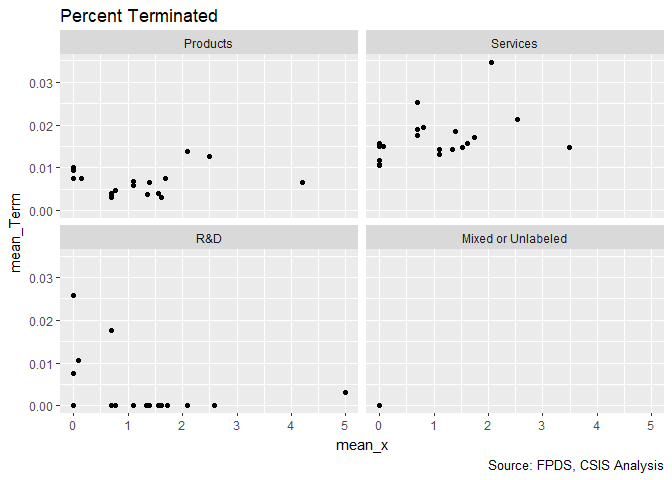 Percent Terminated
Products
Services
0.03
0.02
0.01
0.00
R&D
Mixed or Unlabeled
0.03
0.02
0.01
0.00
0 1 2 3 4 5 0 1 2 3 4 5
mean_Term
mean_x
Source: FPDS, CSIS Analysis